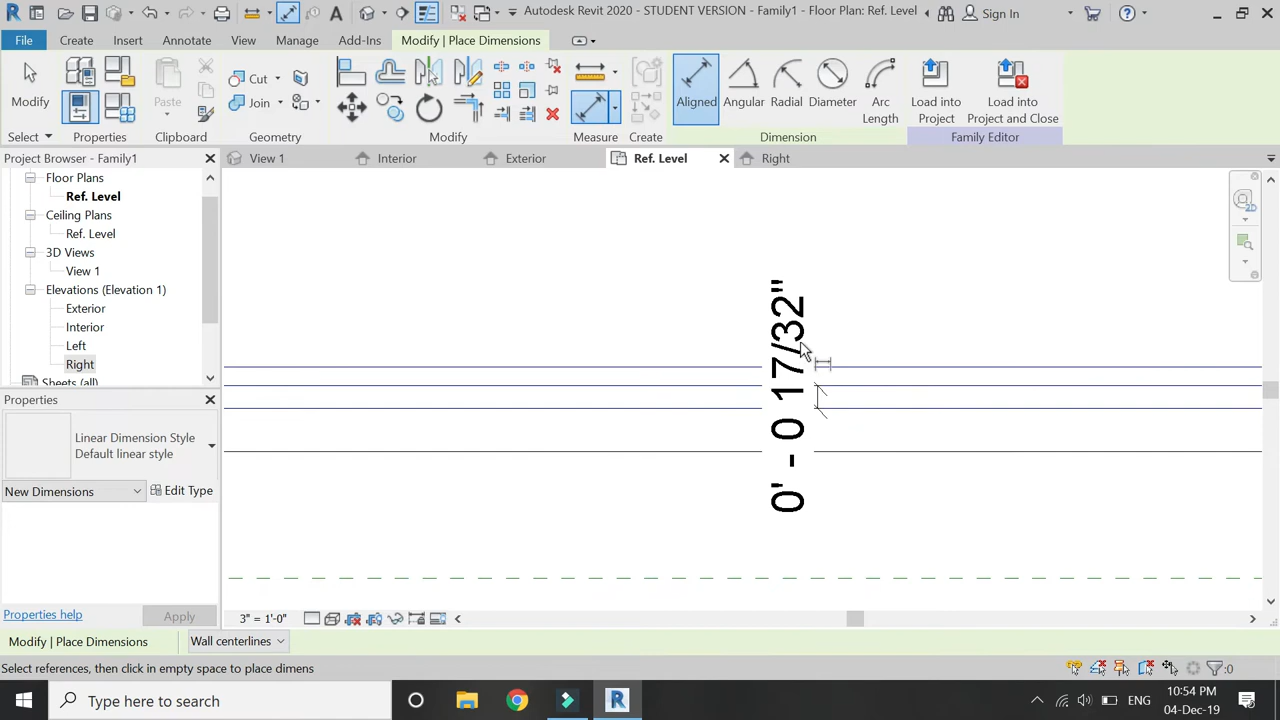 Autodesk Revit 2020 - STUDENT VERSION - Family1 - Floor Plan: Ref. Level
Sign In
File Create Insert Annotate View Manage Add-Ins Modify | Place Dimensions
Modify
Paste
Cut
Join
Aligned
Angular
Radial
Diameter
Arc
Length
Load into
Project
Load into
Project and Close
Select
Properties
Clipboard
Geometry
Modify
Measure
Create
Dimension
Family Editor
Project Browser - Family1
View 1
Interior
Exterior
Ref. Level
Right
Floor Plans
Ref. Level
Ceiling Plans
Ref. Level
3D Views
View 1
Elevations (Elevation 1)
Exterior
Interior
Left
Right
Sheets (all)
Properties
Linear Dimension Style
Default linear style
New Dimensions
Edit Type
Properties help
Apply
0' - 0 17/32"
3" = 1'-0"
Modify | Place Dimensions
Wall centerlines
Select references, then click in empty space to place dimens
:0
Type here to search
ENG
10:54 PM
04-Dec-19